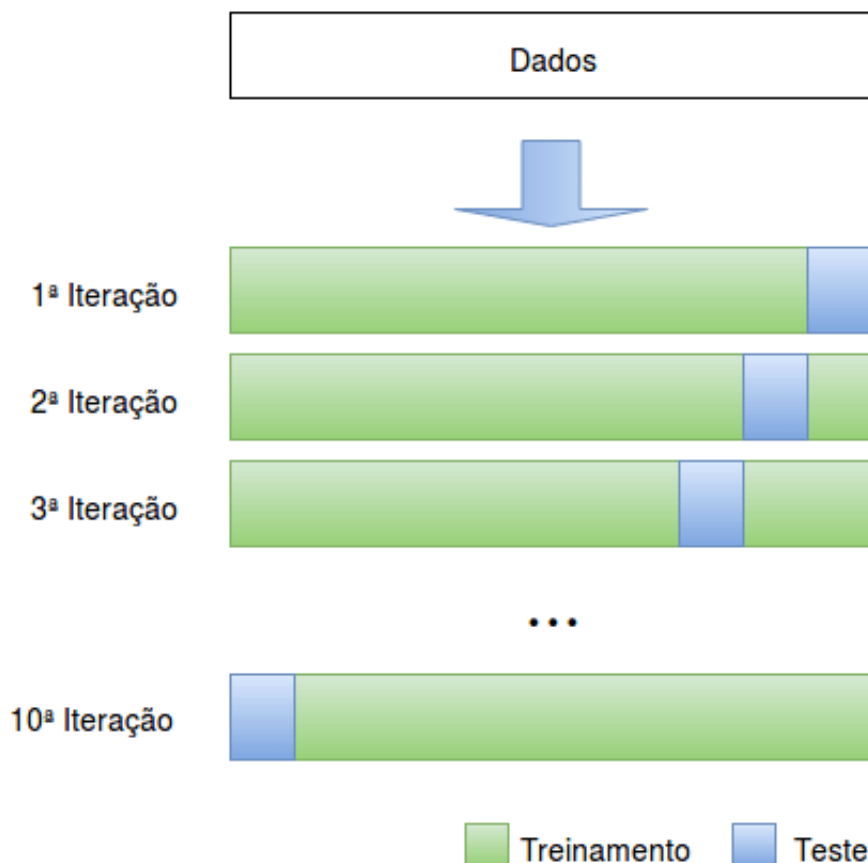 Dados
1ª Iteração
2ª Iteração
3ª Iteração
...
10ª Iteração
Treinamento Teste